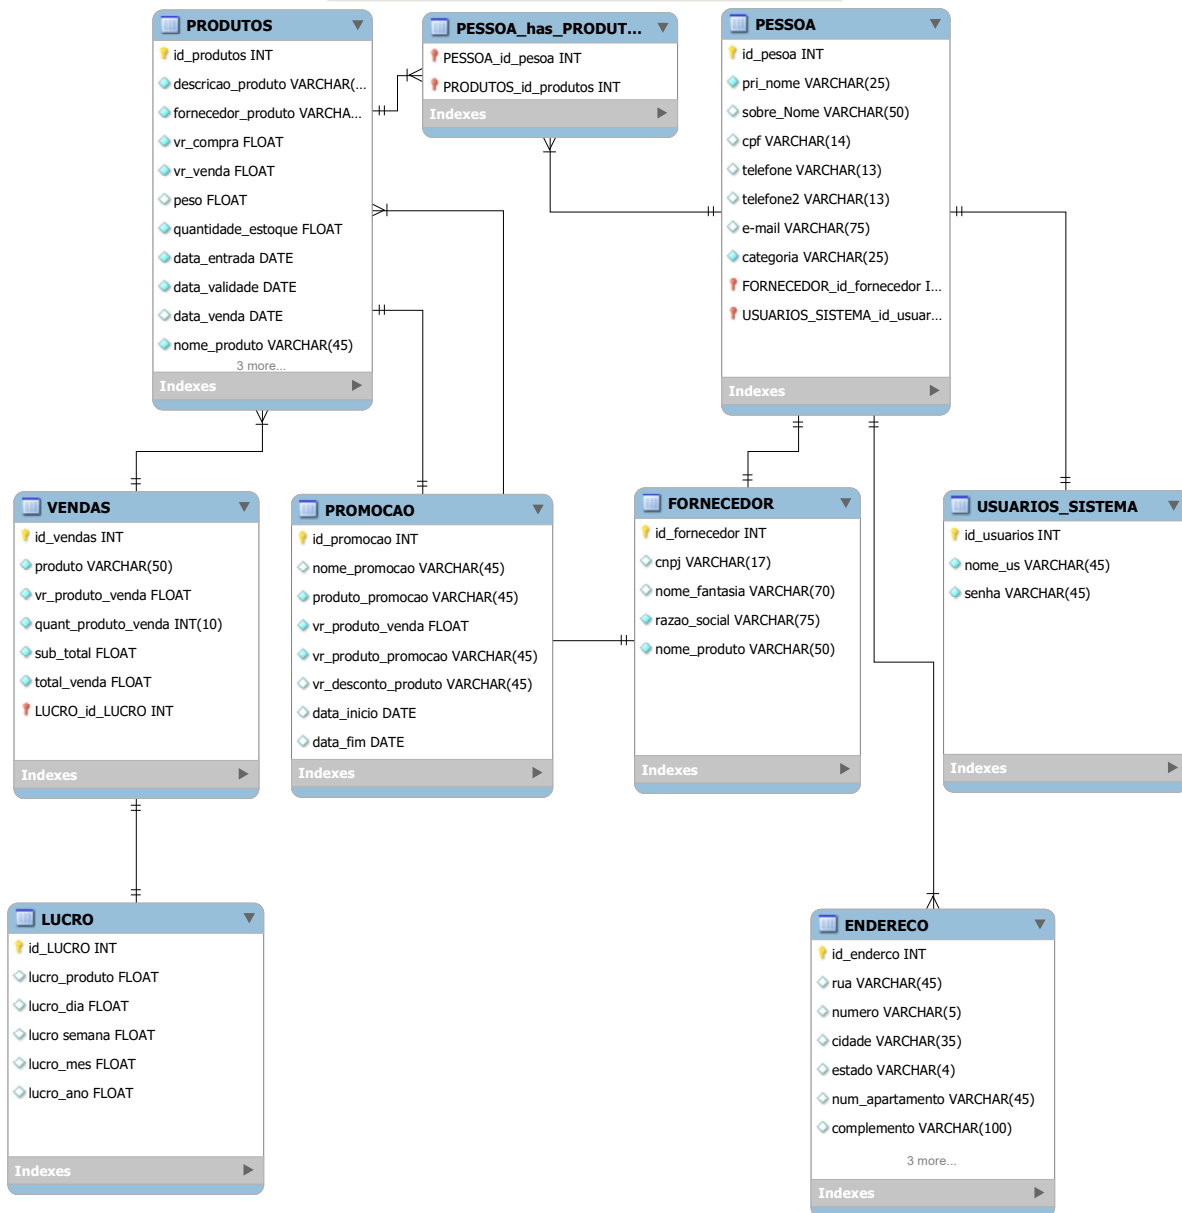 PRODUTOS
id_produtos INT
descricao_produto VARCHAR(...
fornecedor_produto VARCHA...
vr_compra FLOAT
vr_venda FLOAT
peso FLOAT
quantidade_estoque FLOAT
data_entrada DATE
data_validade DATE
data_venda DATE
nome_produto VARCHAR(45)
3 more...
Indexes
PESSOA_has_PRODUT...
PESSOA_id_pesoa INT
PRODUTOS_id_produtos INT
Indexes
PESSOA
id_pesoa INT
pri_nome VARCHAR(25)
sobre_Nome VARCHAR(50)
cpf VARCHAR(14)
telefone VARCHAR(13)
telefone2 VARCHAR(13)
e-mail VARCHAR(75)
categoria VARCHAR(25)
FORNECEDOR_id_fornecedor I...
USUARIOS_SISTEMA_id_usuar...
Indexes
VENDAS
id_vendas INT
produto VARCHAR(50)
vr_produto_venda FLOAT
quant_produto_venda INT(10)
sub_total FLOAT
total_venda FLOAT
LUCRO_id_LUCRO INT
Indexes
PROMOCAO
id_promocao INT
nome_promocao VARCHAR(45)
produto_promocao VARCHAR(45)
vr_produto_venda FLOAT
vr_produto_promocao VARCHAR(45)
vr_desconto_produto VARCHAR(45)
data_inicio DATE
data_fim DATE
Indexes
FORNECEDOR
id_fornecedor INT
cnpj VARCHAR(17)
nome_fantasia VARCHAR(70)
razao_social VARCHAR(75)
nome_produto VARCHAR(50)
Indexes
USUARIOS_SISTEMA
id_usuarios INT
nome_us VARCHAR(45)
senha VARCHAR(45)
Indexes
LUCRO
id_LUCRO INT
lucro_produto FLOAT
lucro_dia FLOAT
lucro semana FLOAT
lucro_mes FLOAT
lucro_ano FLOAT
Indexes
ENDERECO
id_enderco INT
rua VARCHAR(45)
numero VARCHAR(5)
cidade VARCHAR(35)
estado VARCHAR(4)
num_apartamento VARCHAR(45)
complemento VARCHAR(100)
3 more...
Indexes